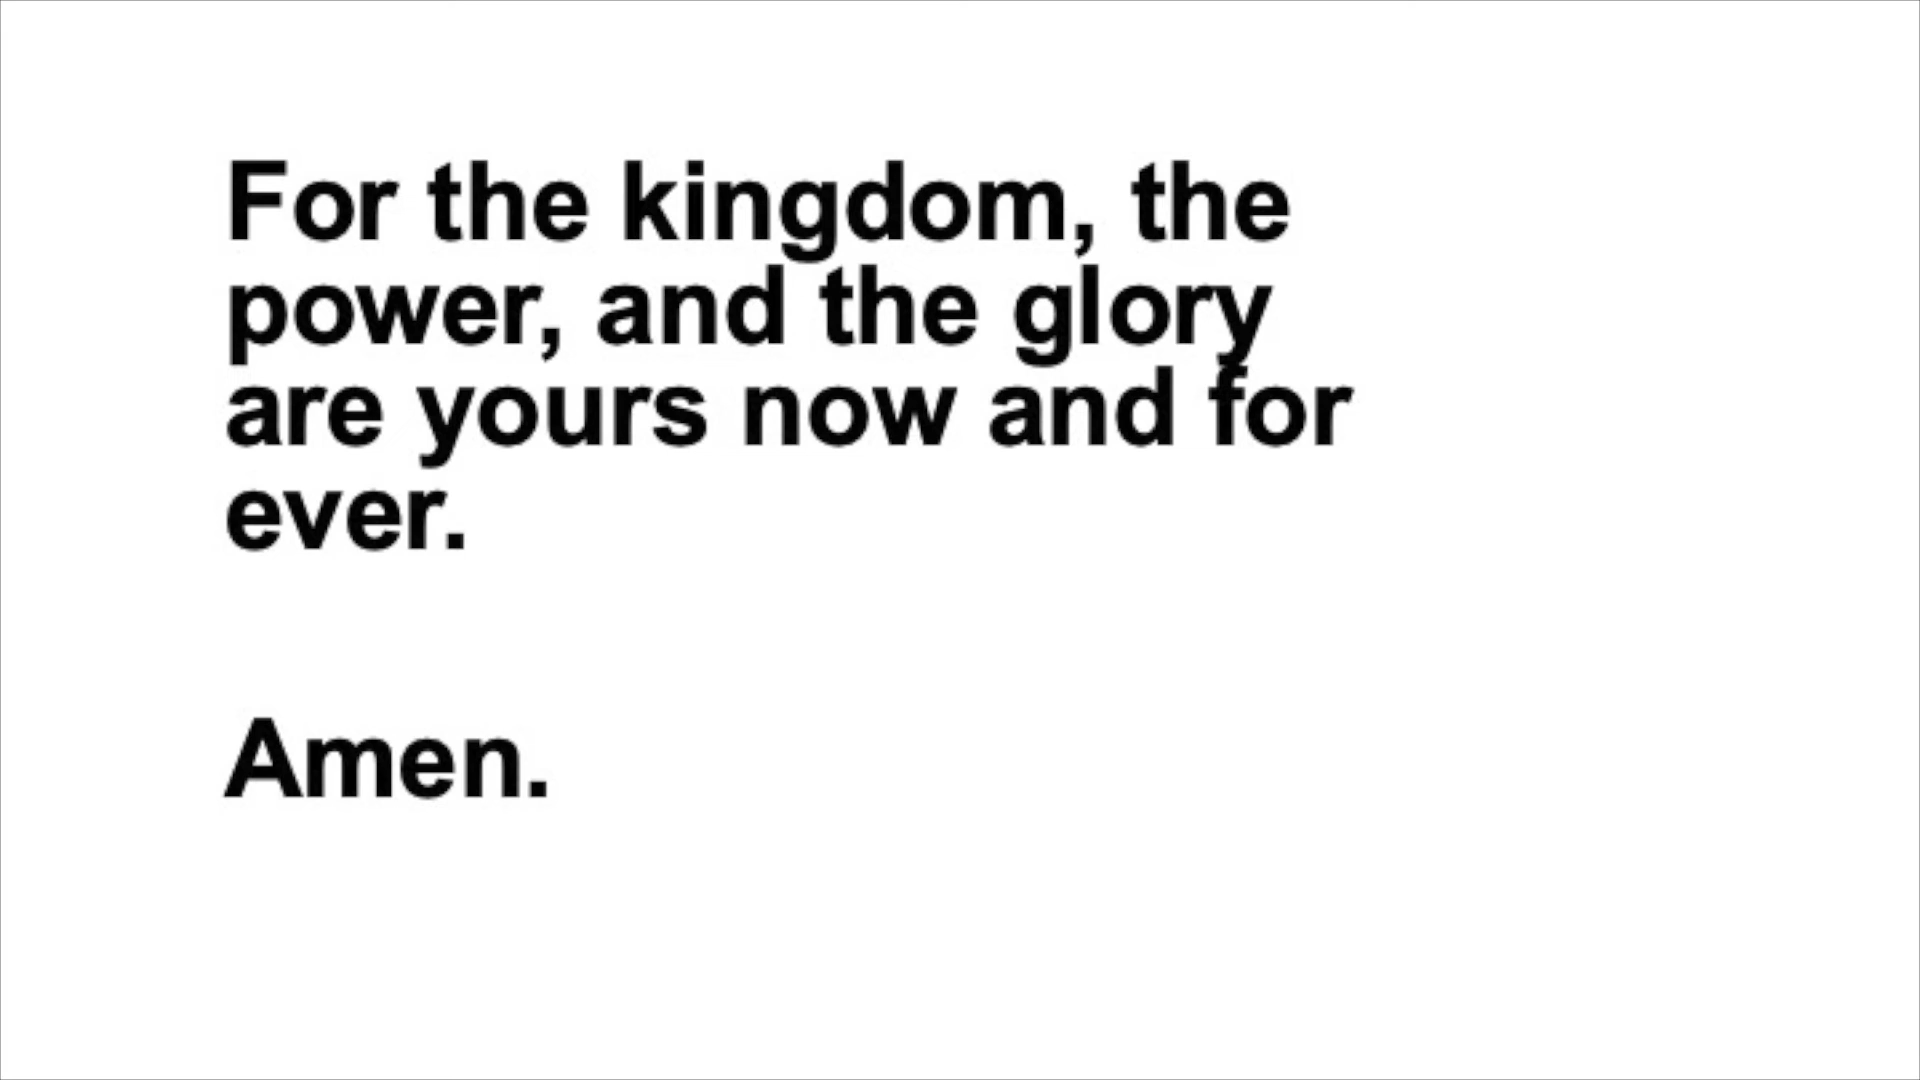 For the kingdom, the
power, and the glory
are yours now and for
ever.
Amen.